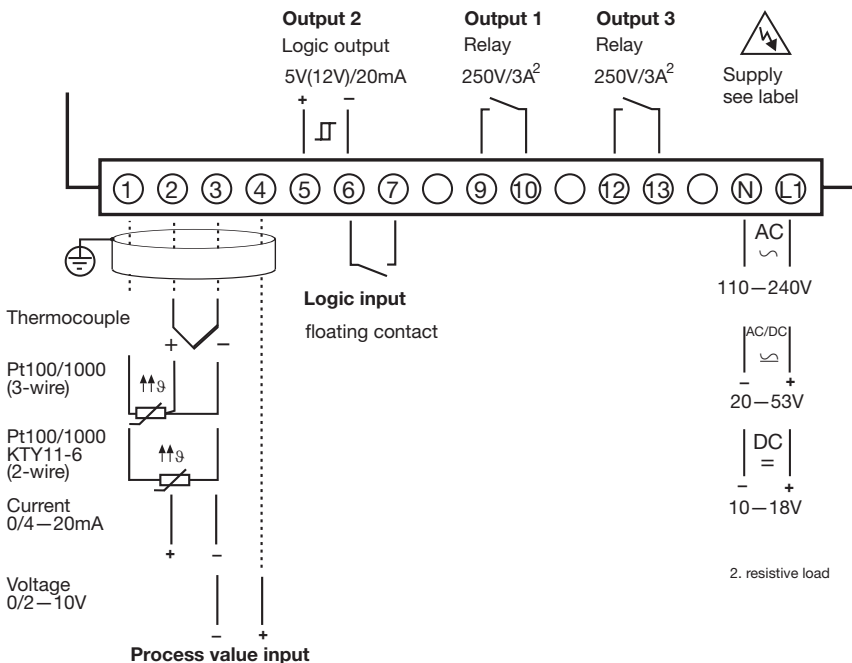 Output 2
Logic output
5V(12V)/20mA
+ –
Output 1
Relay
250V/3A²
Output 3
Relay
250V/3A²
Supply
see label
1 2 3 4 5 6 7 9 10 12 13 N L1
Logic input
floating contact
Thermocouple
+ –
Pt100/1000
(3-wire)
ϑ
Pt100/1000
KTY11-6
(2-wire)
ϑ
Current
0/4—20mA
+ –
Voltage
0/2—10V
– +
Process value input
AC
110—240V
AC/DC
– +
20—53V
DC
=
– +
10—18V
2. resistive load